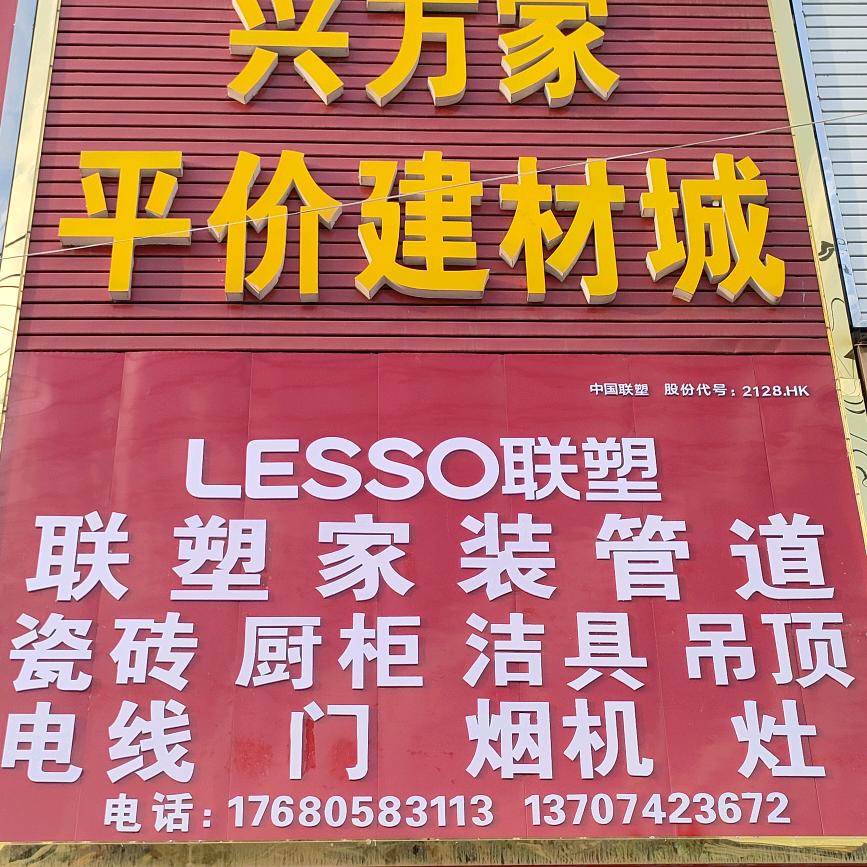 兴万家
平价建材城
中国联塑 股份代号：2128.HK
LESSO联塑
联塑家装管道
瓷砖 厨柜 洁具 吊顶
电线 门 烟机 灶
电话：17680583113 13707423672